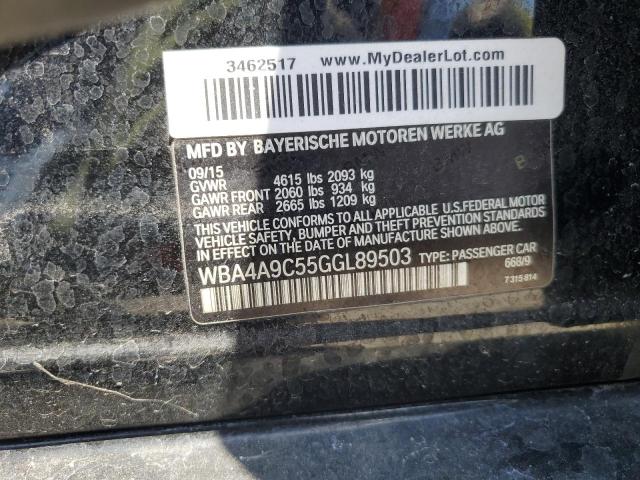 3462517 www.MyDealerLot.com
MFD BY BAYERISCHE MOTOREN WERKE AG
09/15
GVWR 4615 lbs 2093 kg
GAWR FRONT 2060 lbs 934 kg
GAWR REAR 2665 lbs 1209 kg
THIS VEHICLE CONFORMS TO ALL APPLICABLE U.S.FEDERAL MOTOR
VEHICLE SAFETY, BUMPER, AND THEFT PREVENTION STANDARDS
IN EFFECT ON THE DATE OF MANUFACTURE SHOWN ABOVE.
WBA4A9C55GGL89503 TYPE: PASSENGER CAR
668/9
7 315 814